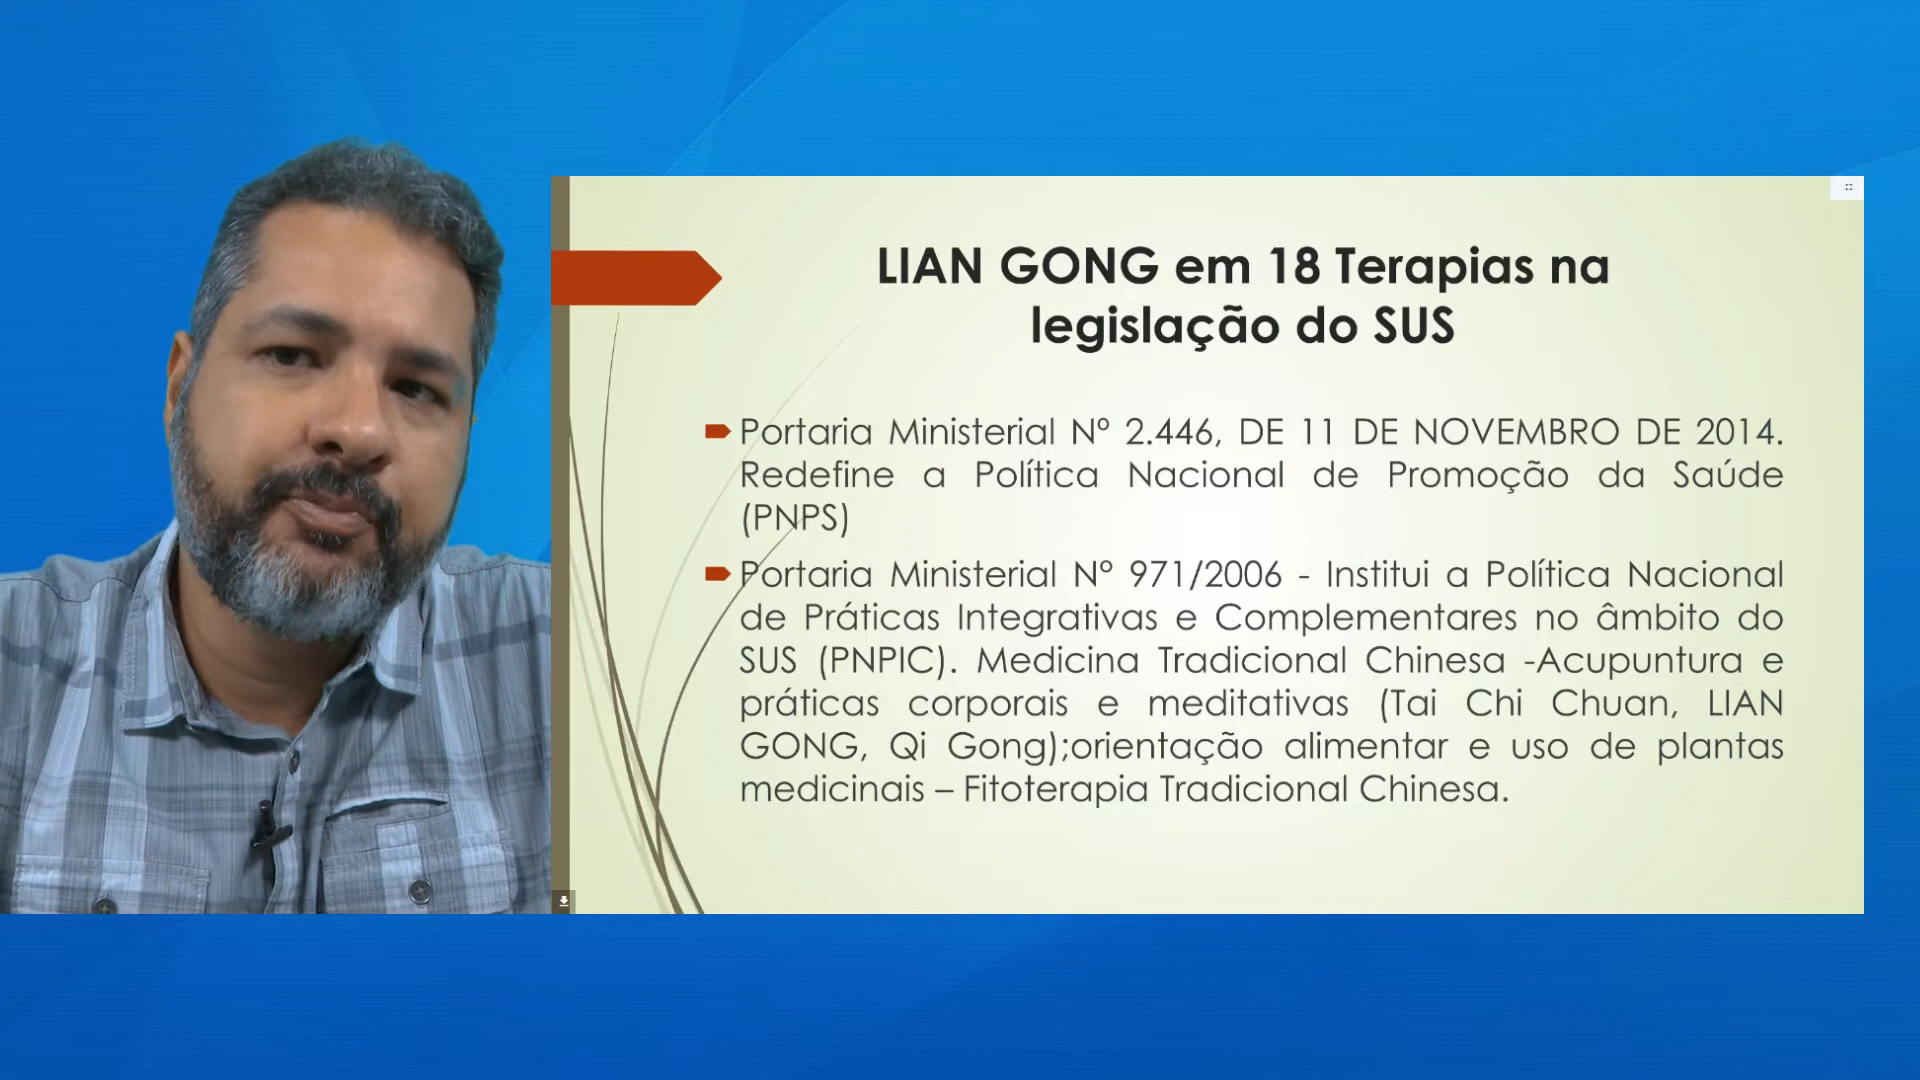 LIAN GONG em 18 Terapias na
legislação do SUS
Portaria Ministerial Nº 2.446, DE 11 DE NOVEMBRO DE 2014.
Redefine a Política Nacional de Promoção da Saúde
(PNPS)
Portaria Ministerial Nº 971/2006 - Institui a Política Nacional
de Práticas Integrativas e Complementares no âmbito do
SUS (PNPIC). Medicina Tradicional Chinesa -Acupuntura e
práticas corporais e meditativas (Tai Chi Chuan, LIAN
GONG, Qi Gong);orientação alimentar e uso de plantas
medicinais – Fitoterapia Tradicional Chinesa.